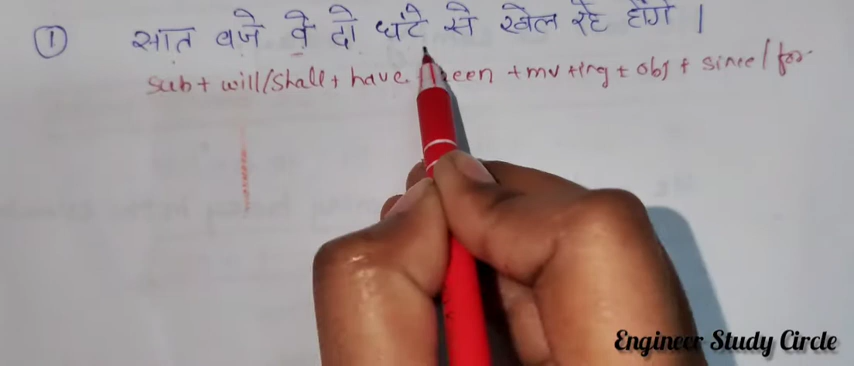 ① सात बजे वे दो घंटे से खेल रहे होंगे ।
sub + will/shall + have been + mv + ing + obj + since / for
Engineer Study Circle